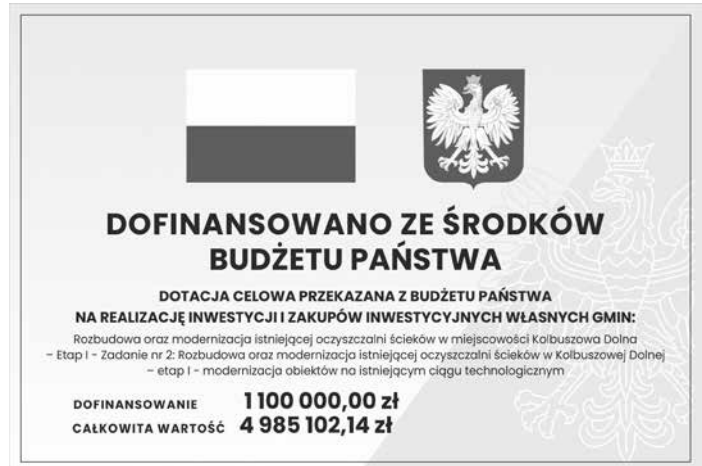 DOFINANSOWANO ZE ŚRODKÓW
BUDŻETU PAŃSTWA
DOTACJA CELOWA PRZEKAZANA Z BUDŻETU PAŃSTWA
NA REALIZACJĘ INWESTYCJI I ZAKUPÓW INWESTYCYJNYCH WŁASNYCH GMIN:
Rozbudowa oraz modernizacja istniejącej oczyszczalni ścieków w miejscowości Kolbuszowa Dolna
– Etap I - Zadanie nr 2: Rozbudowa oraz modernizacja istniejącej oczyszczalni ścieków w Kolbuszowej Dolnej
– etap I - modernizacja obiektów na istniejącym ciągu technologicznym
DOFINANSOWANIE 1 100 000,00 zł
CAŁKOWITA WARTOŚĆ 4 985 102,14 zł